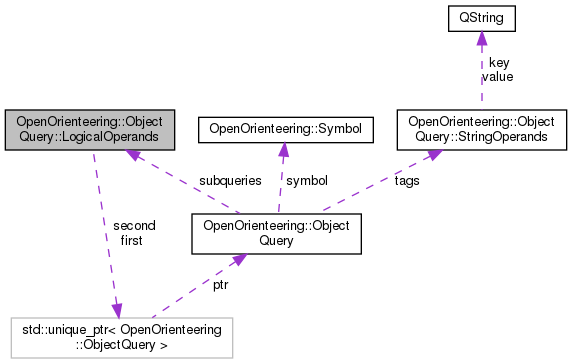 QString
key
value
OpenOrienteering::Object
Query::LogicalOperands
OpenOrienteering::Symbol
OpenOrienteering::Object
Query::StringOperands
subqueries
symbol
tags
second
first
OpenOrienteering::Object
Query
ptr
std::unique_ptr< OpenOrienteering
::ObjectQuery >